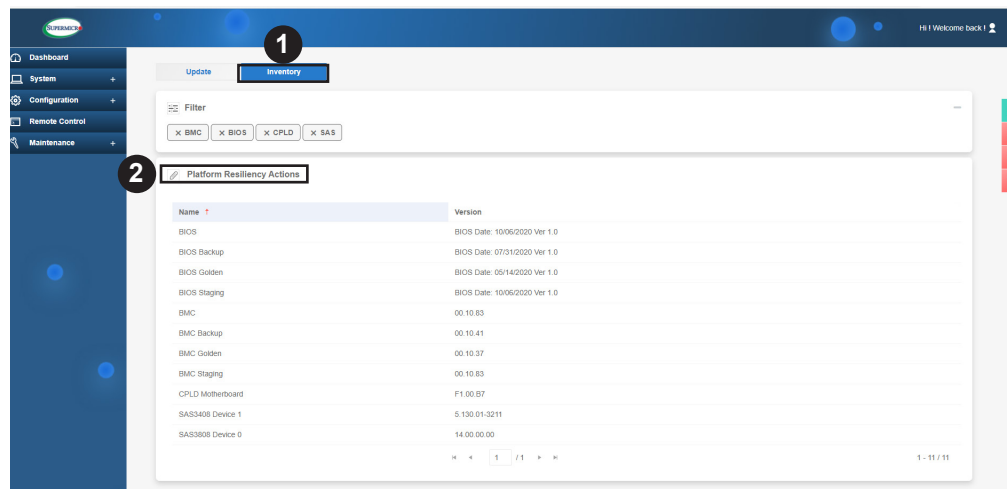 SUPERMICR
Hi ! Welcome back !
1
Dashboard
System +
Configuration +
Remote Control
Maintenance +
Update Inventory
Filter
× BMC × BIOS × CPLD × SAS
2
Platform Resiliency Actions
Name ↑ Version
BIOS BIOS Date: 10/06/2020 Ver 1.0
BIOS Backup BIOS Date: 07/31/2020 Ver 1.0
BIOS Golden BIOS Date: 05/14/2020 Ver 1.0
BIOS Staging BIOS Date: 10/06/2020 Ver 1.0
BMC 00.10.83
BMC Backup 00.10.41
BMC Golden 00.10.37
BMC Staging 00.10.83
CPLD Motherboard F1.00.B7
SAS3408 Device 1 5.130.01-3211
SAS3808 Device 0 14.00.00.00
1 / 1 1 - 11 / 11